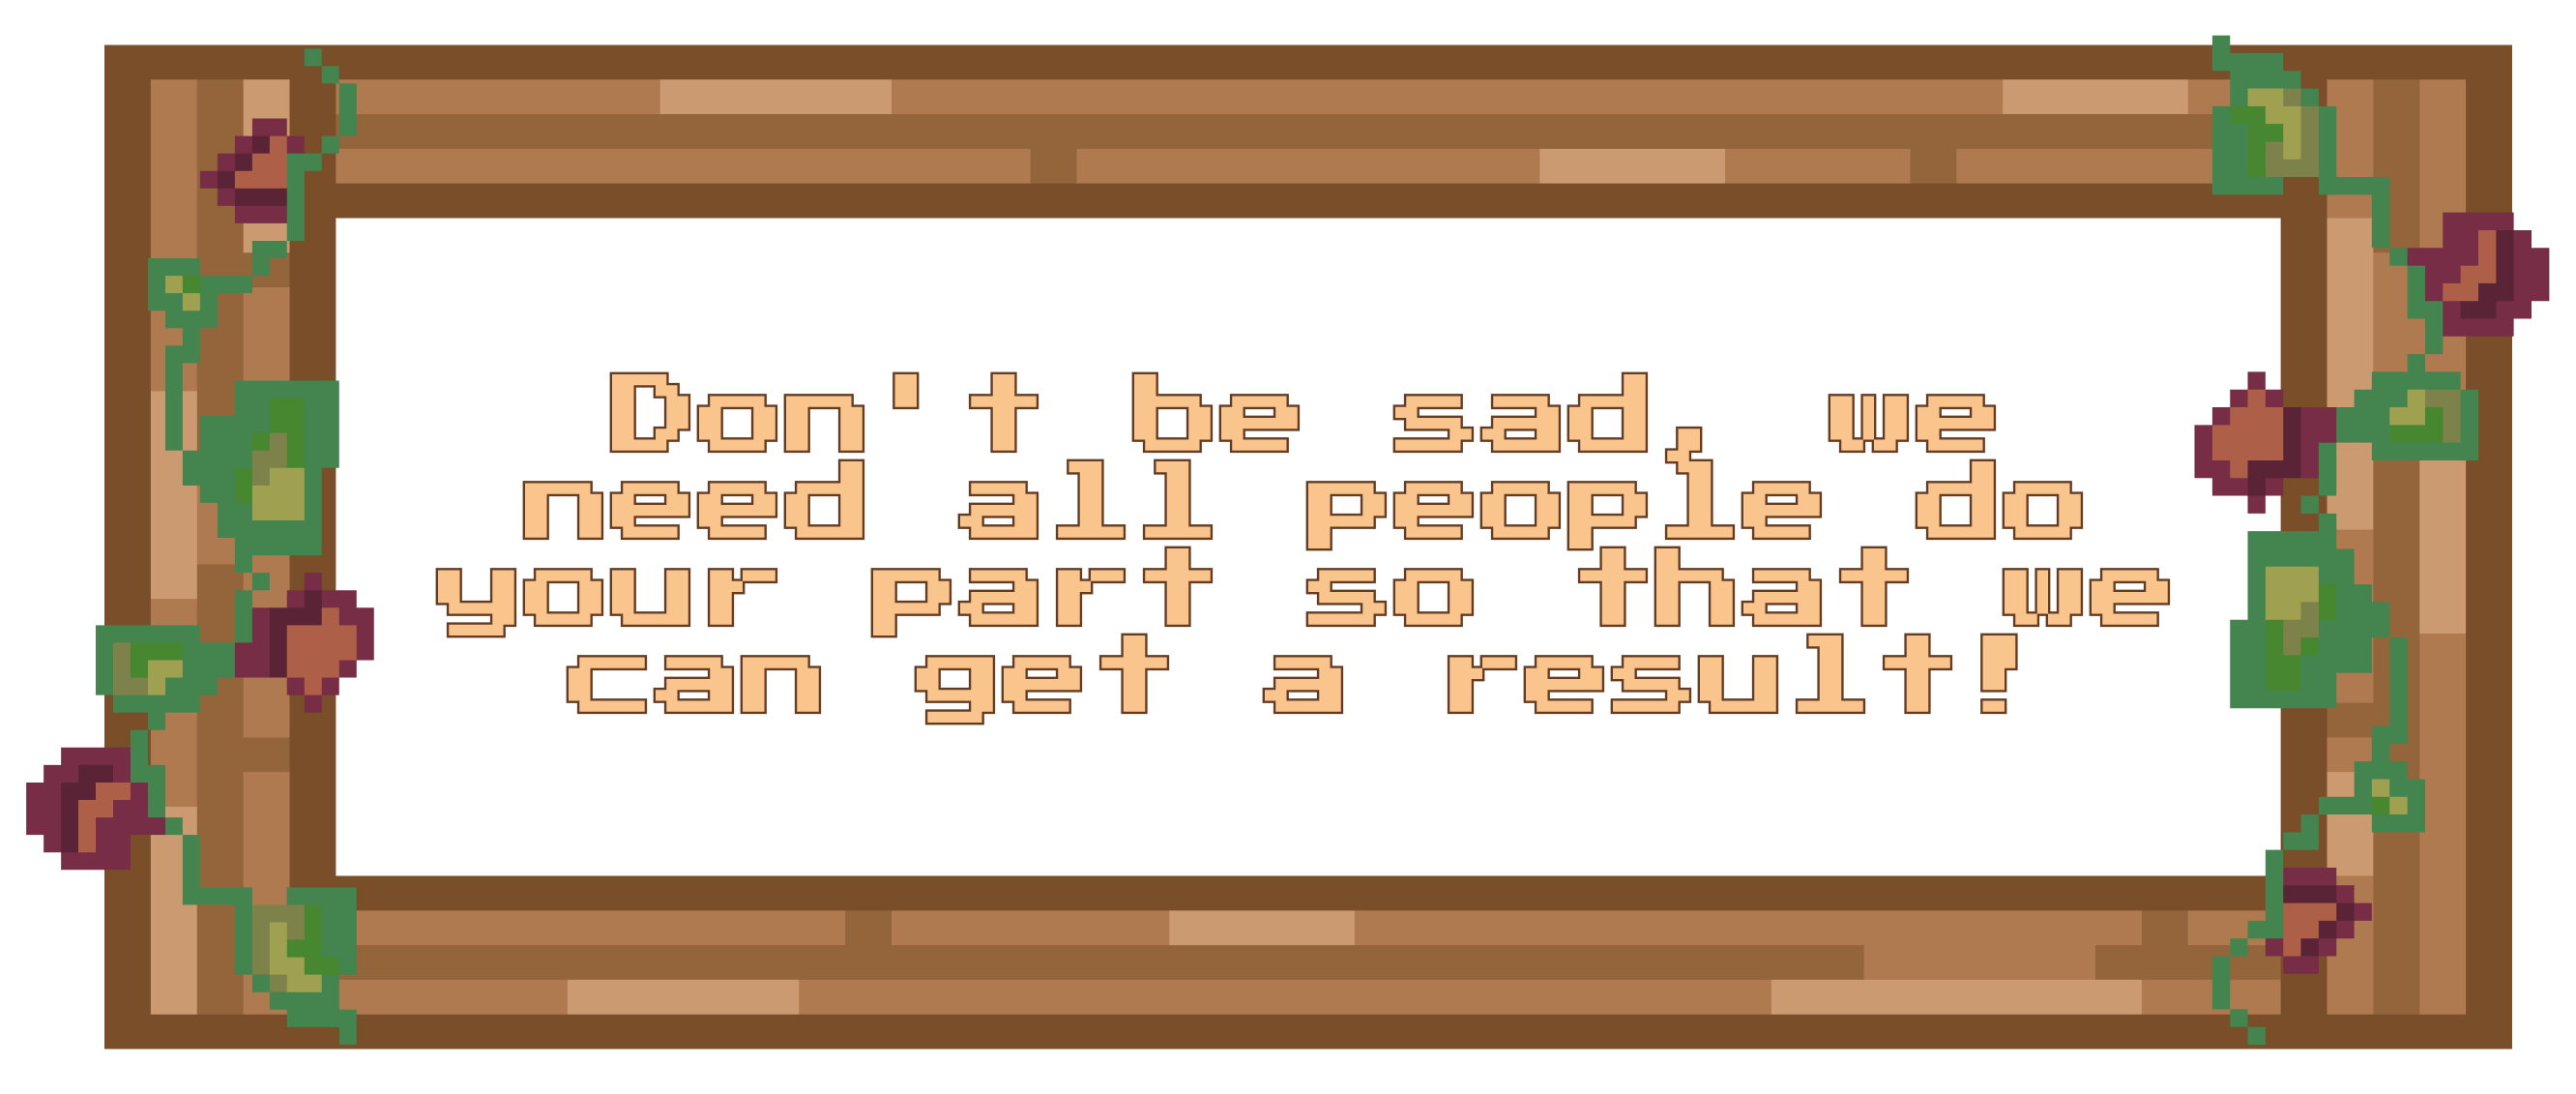 Don't be sad, we
need all people do
your part so that we
can get a result!